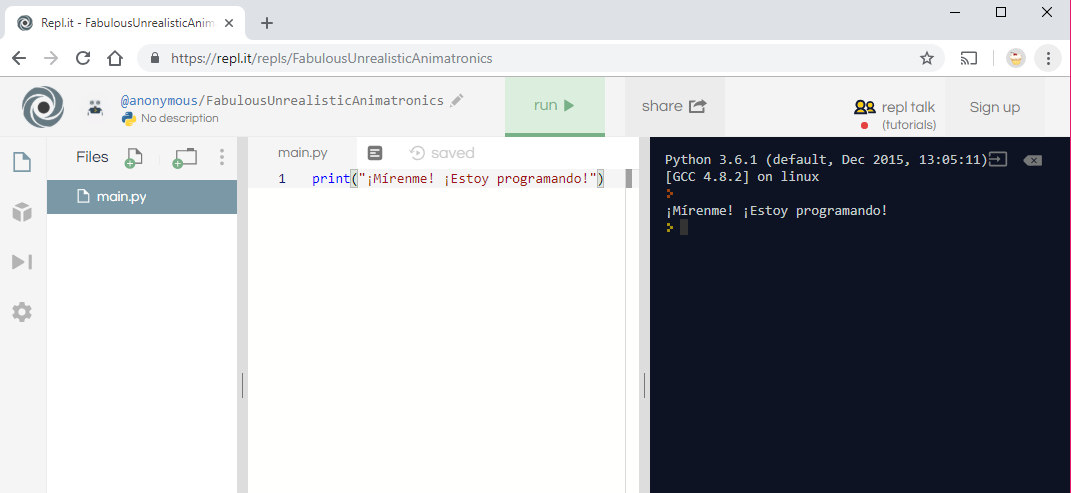 Repl.it - FabulousUnrealisticAnim
https://repl.it/repls/FabulousUnrealisticAnimatronics
@anonymous/FabulousUnrealisticAnimatronics
No description
run
share
repl talk
(tutorials)
Sign up
Files
main.py
main.py
saved
1 print("¡Mírenme! ¡Estoy programando!")
Python 3.6.1 (default, Dec 2015, 13:05:11)
[GCC 4.8.2] on linux
¡Mírenme! ¡Estoy programando!